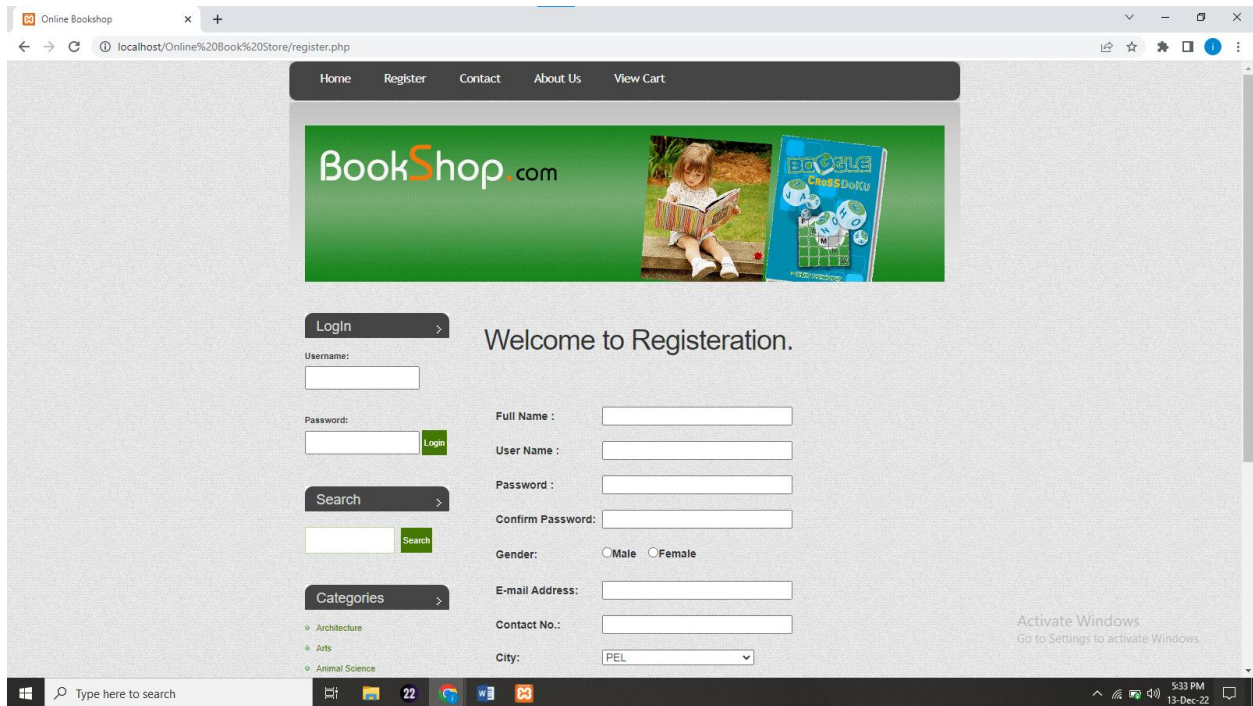 Online Bookshop
localhost/Online%20Book%20Store/register.php
Home Register Contact About Us View Cart
BookShop.com
BOGGLE
CROSSDOKU
LogIn
Username:
Password:
Login
Search
Search
Categories
Architecture
Arts
Animal Science
Welcome to Registeration.
Full Name :
User Name :
Password :
Confirm Password:
Gender: Male Female
E-mail Address:
Contact No.:
City: PEL
Activate Windows
Go to Settings to activate Windows.
Type here to search
22
5:33 PM
13-Dec-22